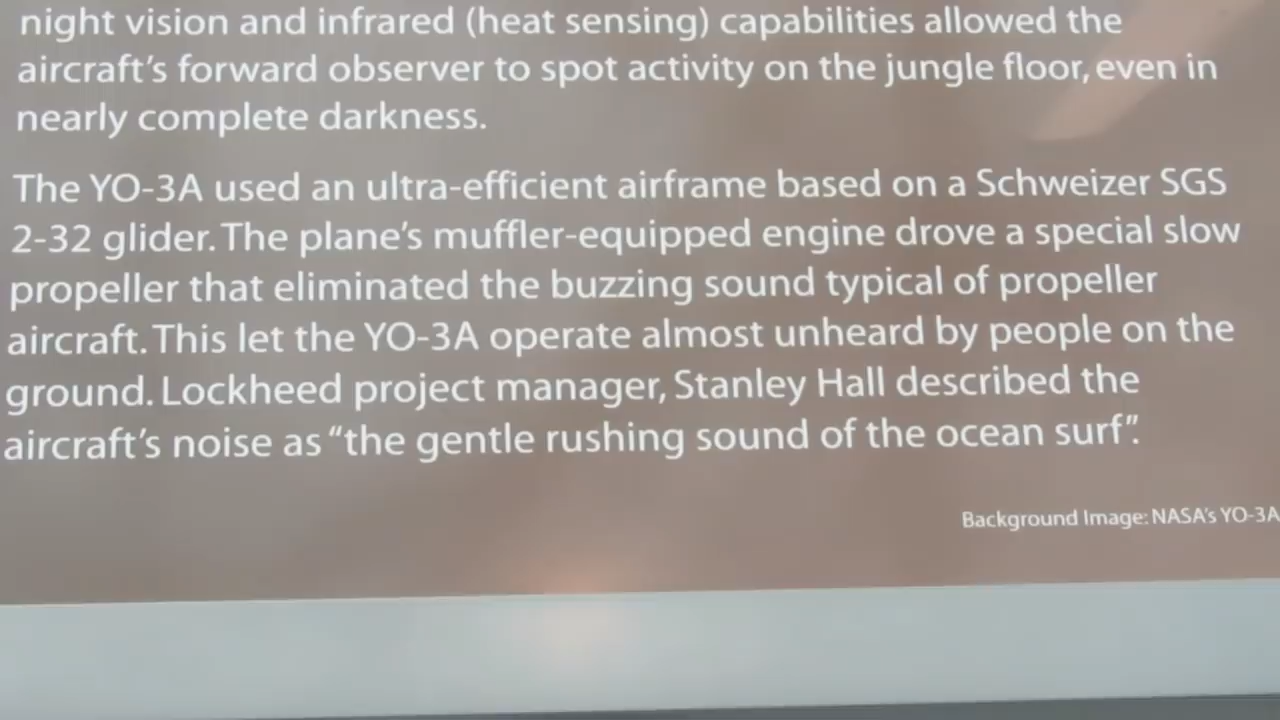 night vision and infrared (heat sensing) capabilities allowed the
aircraft's forward observer to spot activity on the jungle floor, even in
nearly complete darkness.
The YO-3A used an ultra-efficient airframe based on a Schweizer SGS
2-32 glider. The plane's muffler-equipped engine drove a special slow
propeller that eliminated the buzzing sound typical of propeller
aircraft. This let the YO-3A operate almost unheard by people on the
ground. Lockheed project manager, Stanley Hall described the
aircraft's noise as “the gentle rushing sound of the ocean surf”.
Background Image: NASA's YO-3A